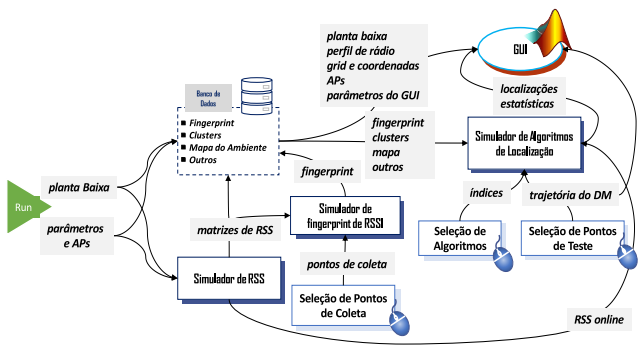 planta baixa
perfil de rádio
grid e coordenadas
APs
parâmetros do GUI
GUI
Banco de
Dados
Fingerprint
Clusters
Mapa do Ambiente
Outros
localizações
estatísticas
fingerprint
clusters
mapa
outros
Simulador de Algoritmos
de Localização
fingerprint
planta Baixa
Run
parâmetros
e APs
índices
trajetória do DM
matrizes de RSS
Simulador de
fingerprint de RSSI
Seleção de
Algoritmos
Seleção de Pontos
de Teste
pontos de coleta
Simulador de RSS
Seleção de Pontos
de Coleta
RSS online